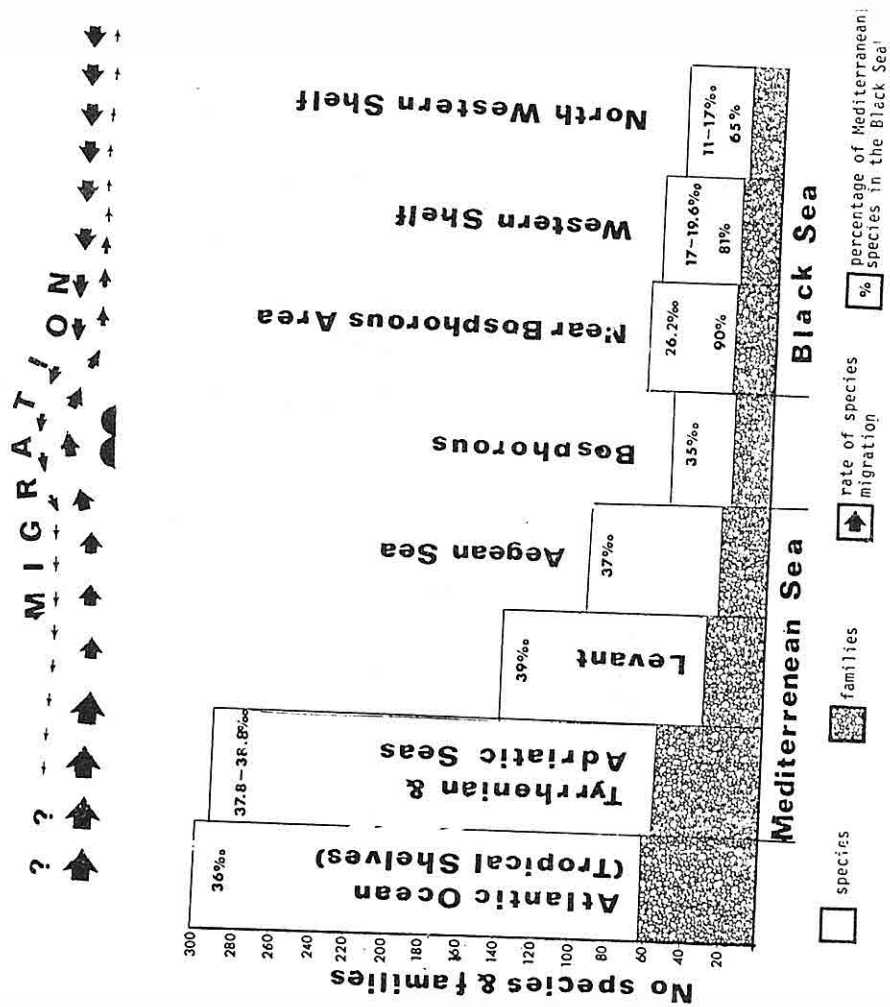 ? ?
MIGRATION
No species & families
300
280
260
240
220
200
180
160
140
120
100
80
60
40
20
36‰
Atlantic Ocean
(Tropical Shelves)
37.8-38.8‰
Tyrrhenian &
Adriatic Seas
39‰
Levant
37‰
Aegean Sea
35‰
Bosphorous
26.2‰
90%
Near Bosphorous Area
17-19.6‰
81%
Western Shelf
11-17‰
65%
North Western Shelf
Mediterrenean Sea
Black Sea
species
families
rate of species
migration
% percentage of Mediterranean
species in the Black Sea